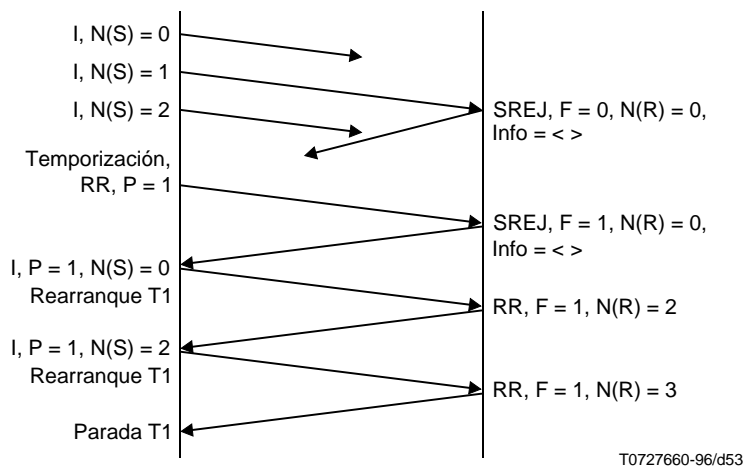 I, N(S) = 0
I, N(S) = 1
I, N(S) = 2
SREJ, F = 0, N(R) = 0,
Info = < >
Temporización,
RR, P = 1
SREJ, F = 1, N(R) = 0,
Info = < >
I, P = 1, N(S) = 0
Rearranque T1
RR, F = 1, N(R) = 2
I, P = 1, N(S) = 2
Rearranque T1
RR, F = 1, N(R) = 3
Parada T1
T0727660-96/d53